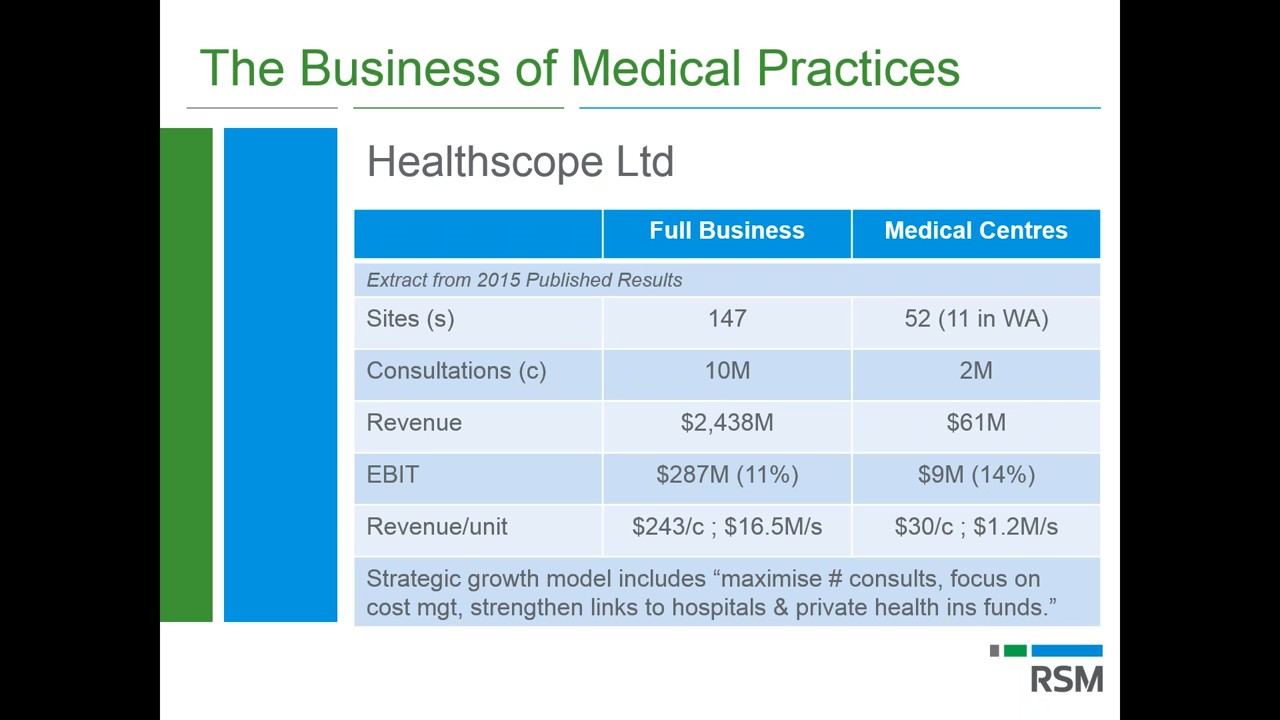 The Business of Medical Practices
Healthscope Ltd
Full Business Medical Centres
Extract from 2015 Published Results
Sites (s) 147 52 (11 in WA)
Consultations (c) 10M 2M
Revenue $2,438M $61M
EBIT $287M (11%) $9M (14%)
Revenue/unit $243/c ; $16.5M/s $30/c ; $1.2M/s
Strategic growth model includes “maximise # consults, focus on
cost mgt, strengthen links to hospitals & private health ins funds.”
RSM